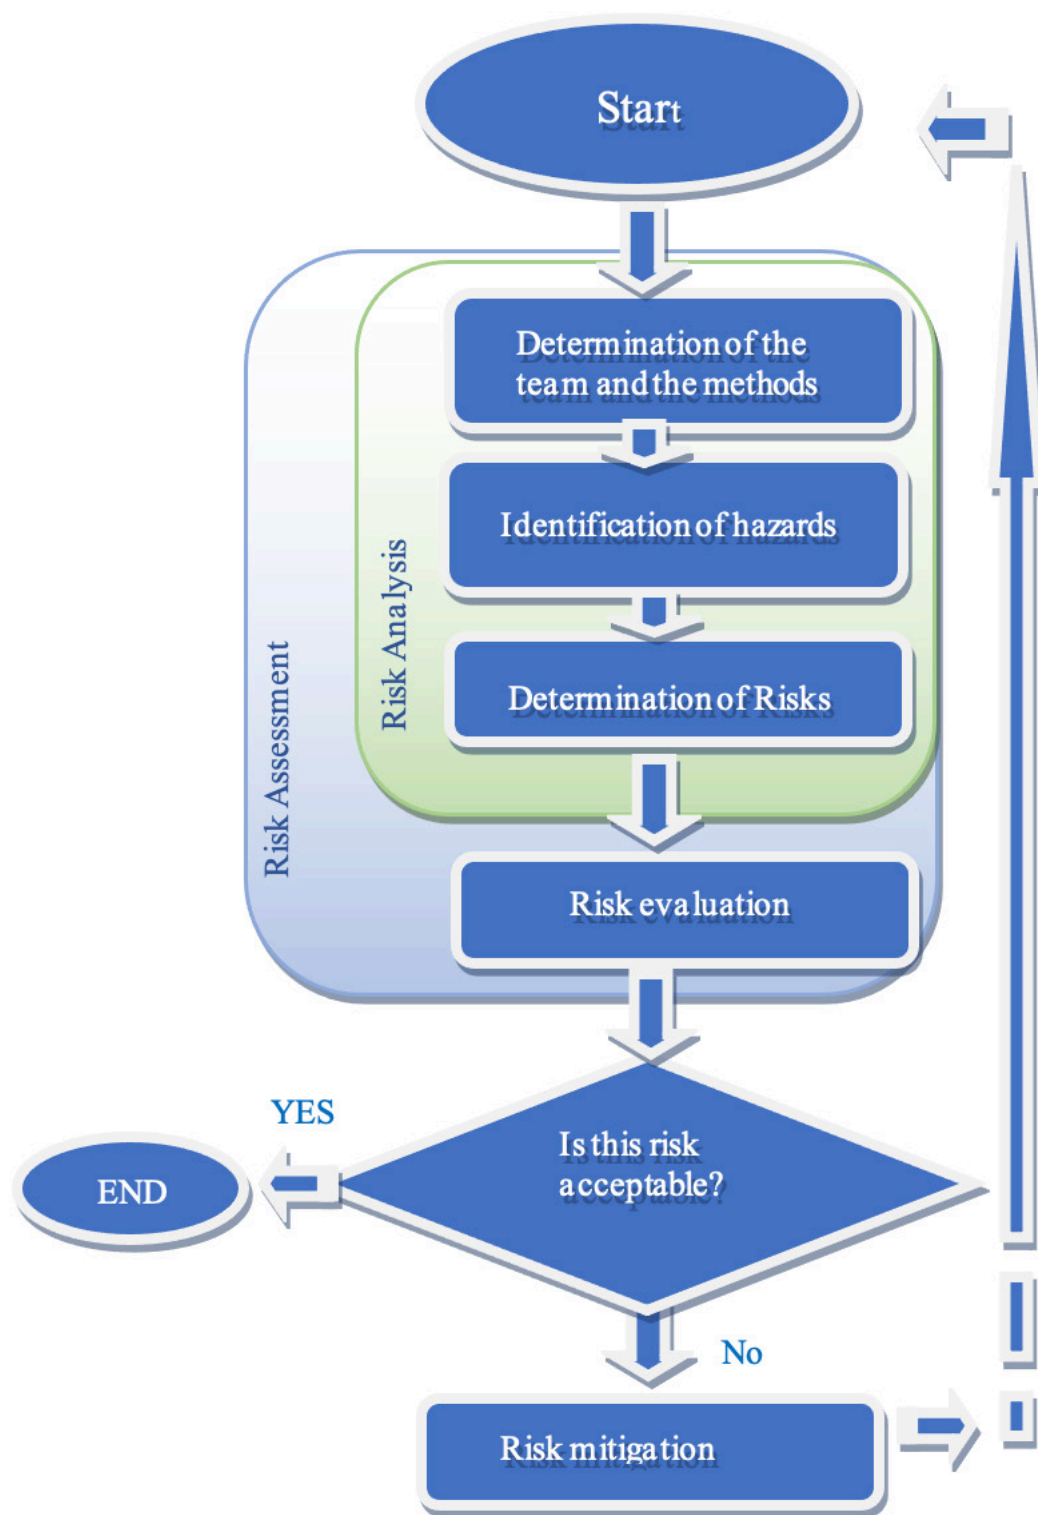 Start
Determination of the
team and the methods
Identification of hazards
Determination of Risks
Risk Analysis
Risk Assessment
Risk evaluation
Is this risk
acceptable?
YES
END
No
Risk mitigation